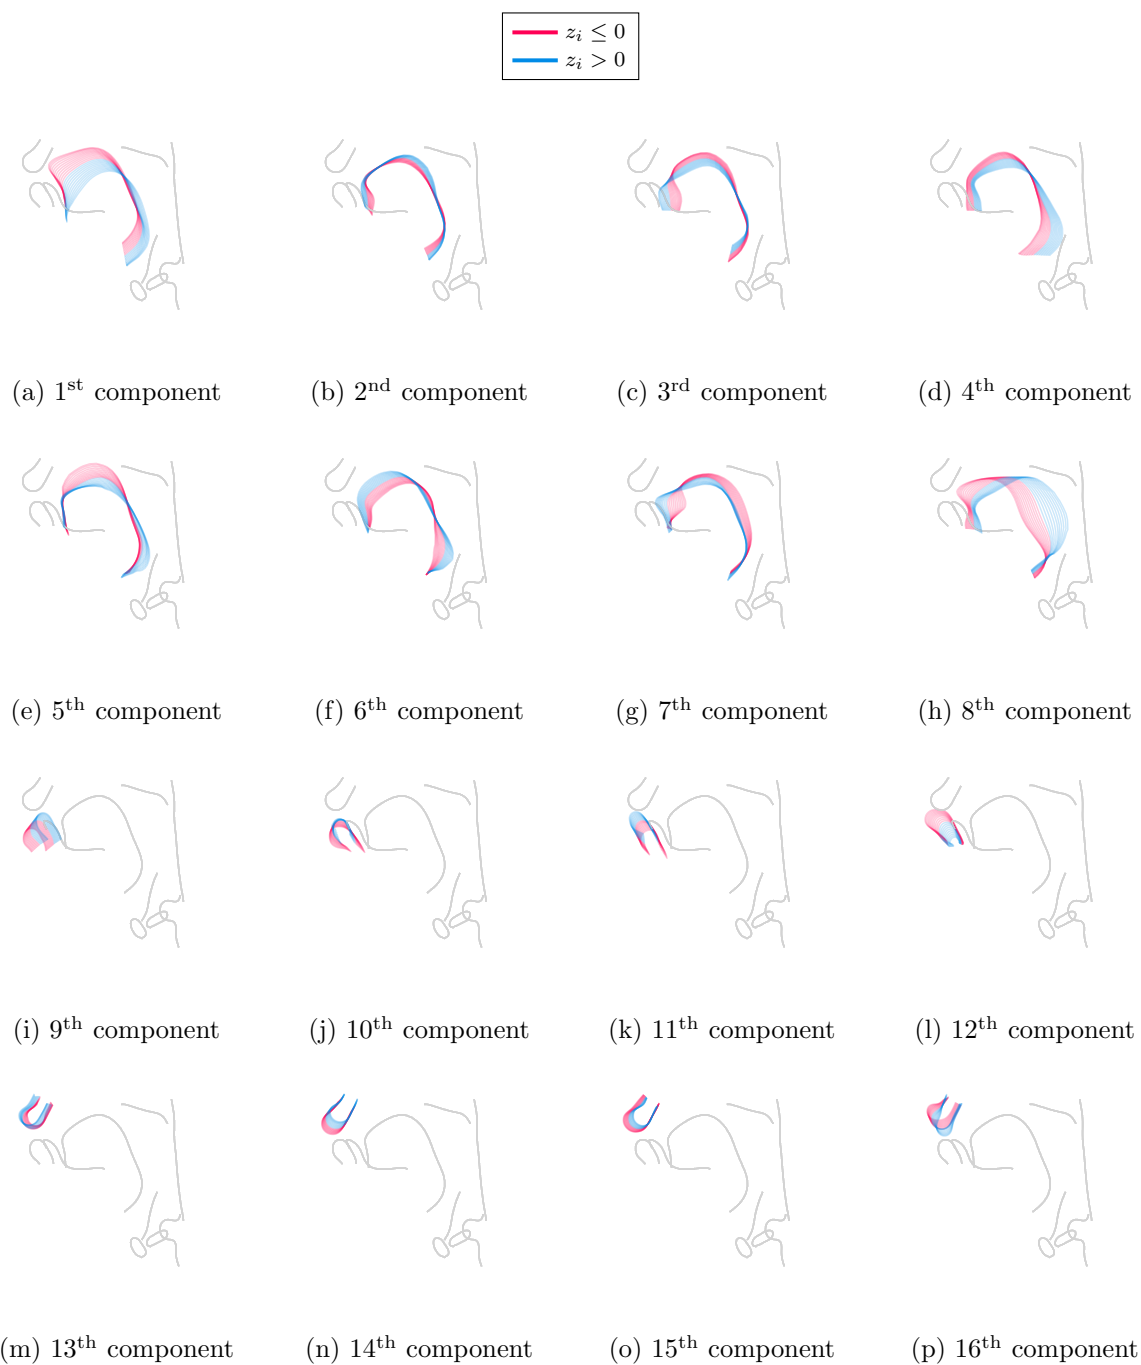 z_i ≤ 0
z_i > 0
(a) 1st component (b) 2nd component (c) 3rd component (d) 4th component
(e) 5th component (f) 6th component (g) 7th component (h) 8th component
(i) 9th component (j) 10th component (k) 11th component (l) 12th component
(m) 13th component (n) 14th component (o) 15th component (p) 16th component